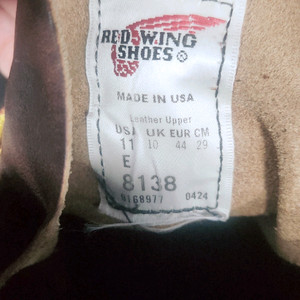 RED WING
SHOES ®
MADE IN USA
Leather Upper
USA UK EUR CM
11 10 44 29
E
8138
0424